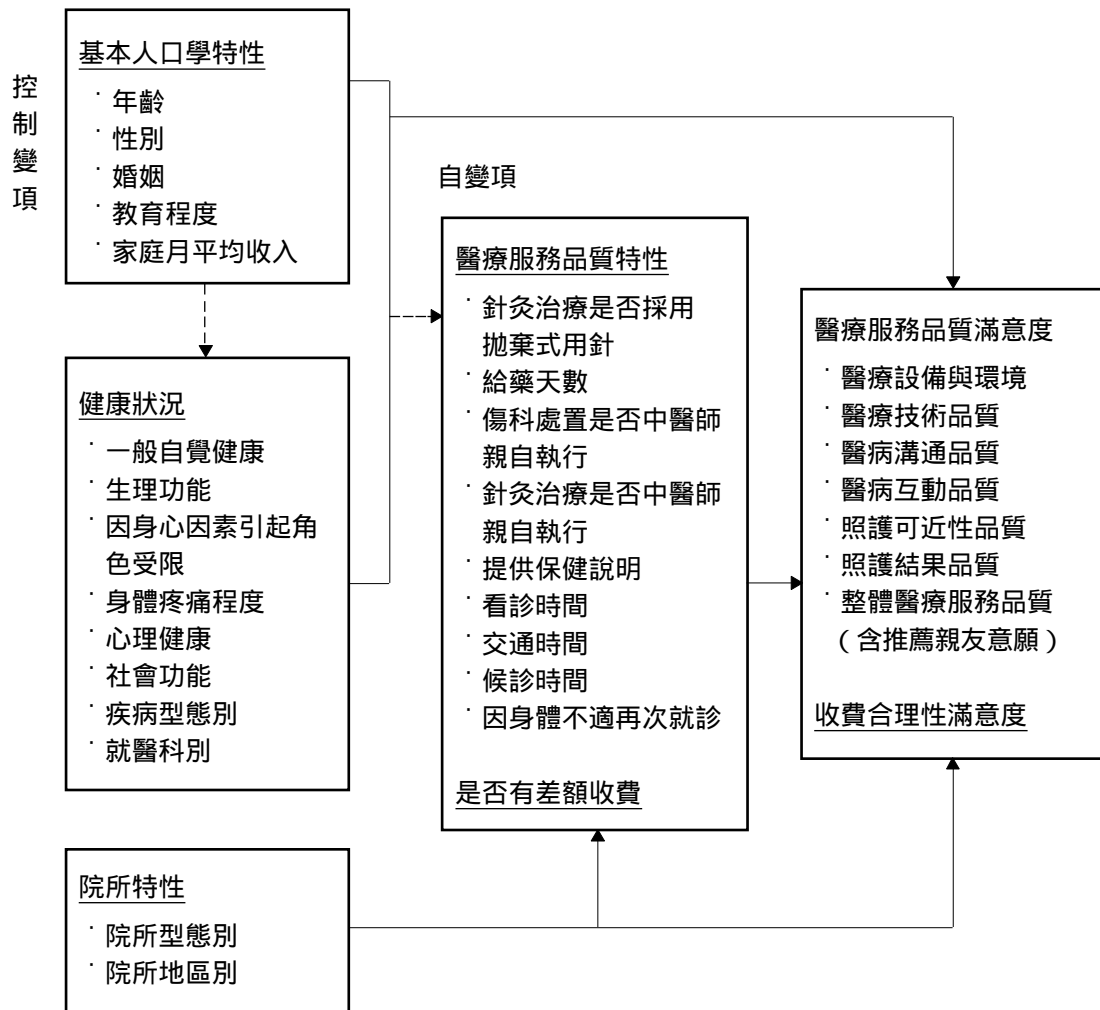 控制變項
基本人口學特性
˙年齡
˙性別
˙婚姻
˙教育程度
˙家庭月平均收入
健康狀況
˙一般自覺健康
˙生理功能
˙因身心因素引起角
色受限
˙身體疼痛程度
˙心理健康
˙社會功能
˙疾病型態別
˙就醫科別
院所特性
˙院所型態別
˙院所地區別
自變項
醫療服務品質特性
˙針灸治療是否採用
拋棄式用針
˙給藥天數
˙傷科處置是否中醫師
親自執行
˙針灸治療是否中醫師
親自執行
˙提供保健說明
˙看診時間
˙交通時間
˙候診時間
˙因身體不適再次就診
是否有差額收費
醫療服務品質滿意度
˙醫療設備與環境
˙醫療技術品質
˙醫病溝通品質
˙醫病互動品質
˙照護可近性品質
˙照護結果品質
˙整體醫療服務品質
（含推薦親友意願）
收費合理性滿意度